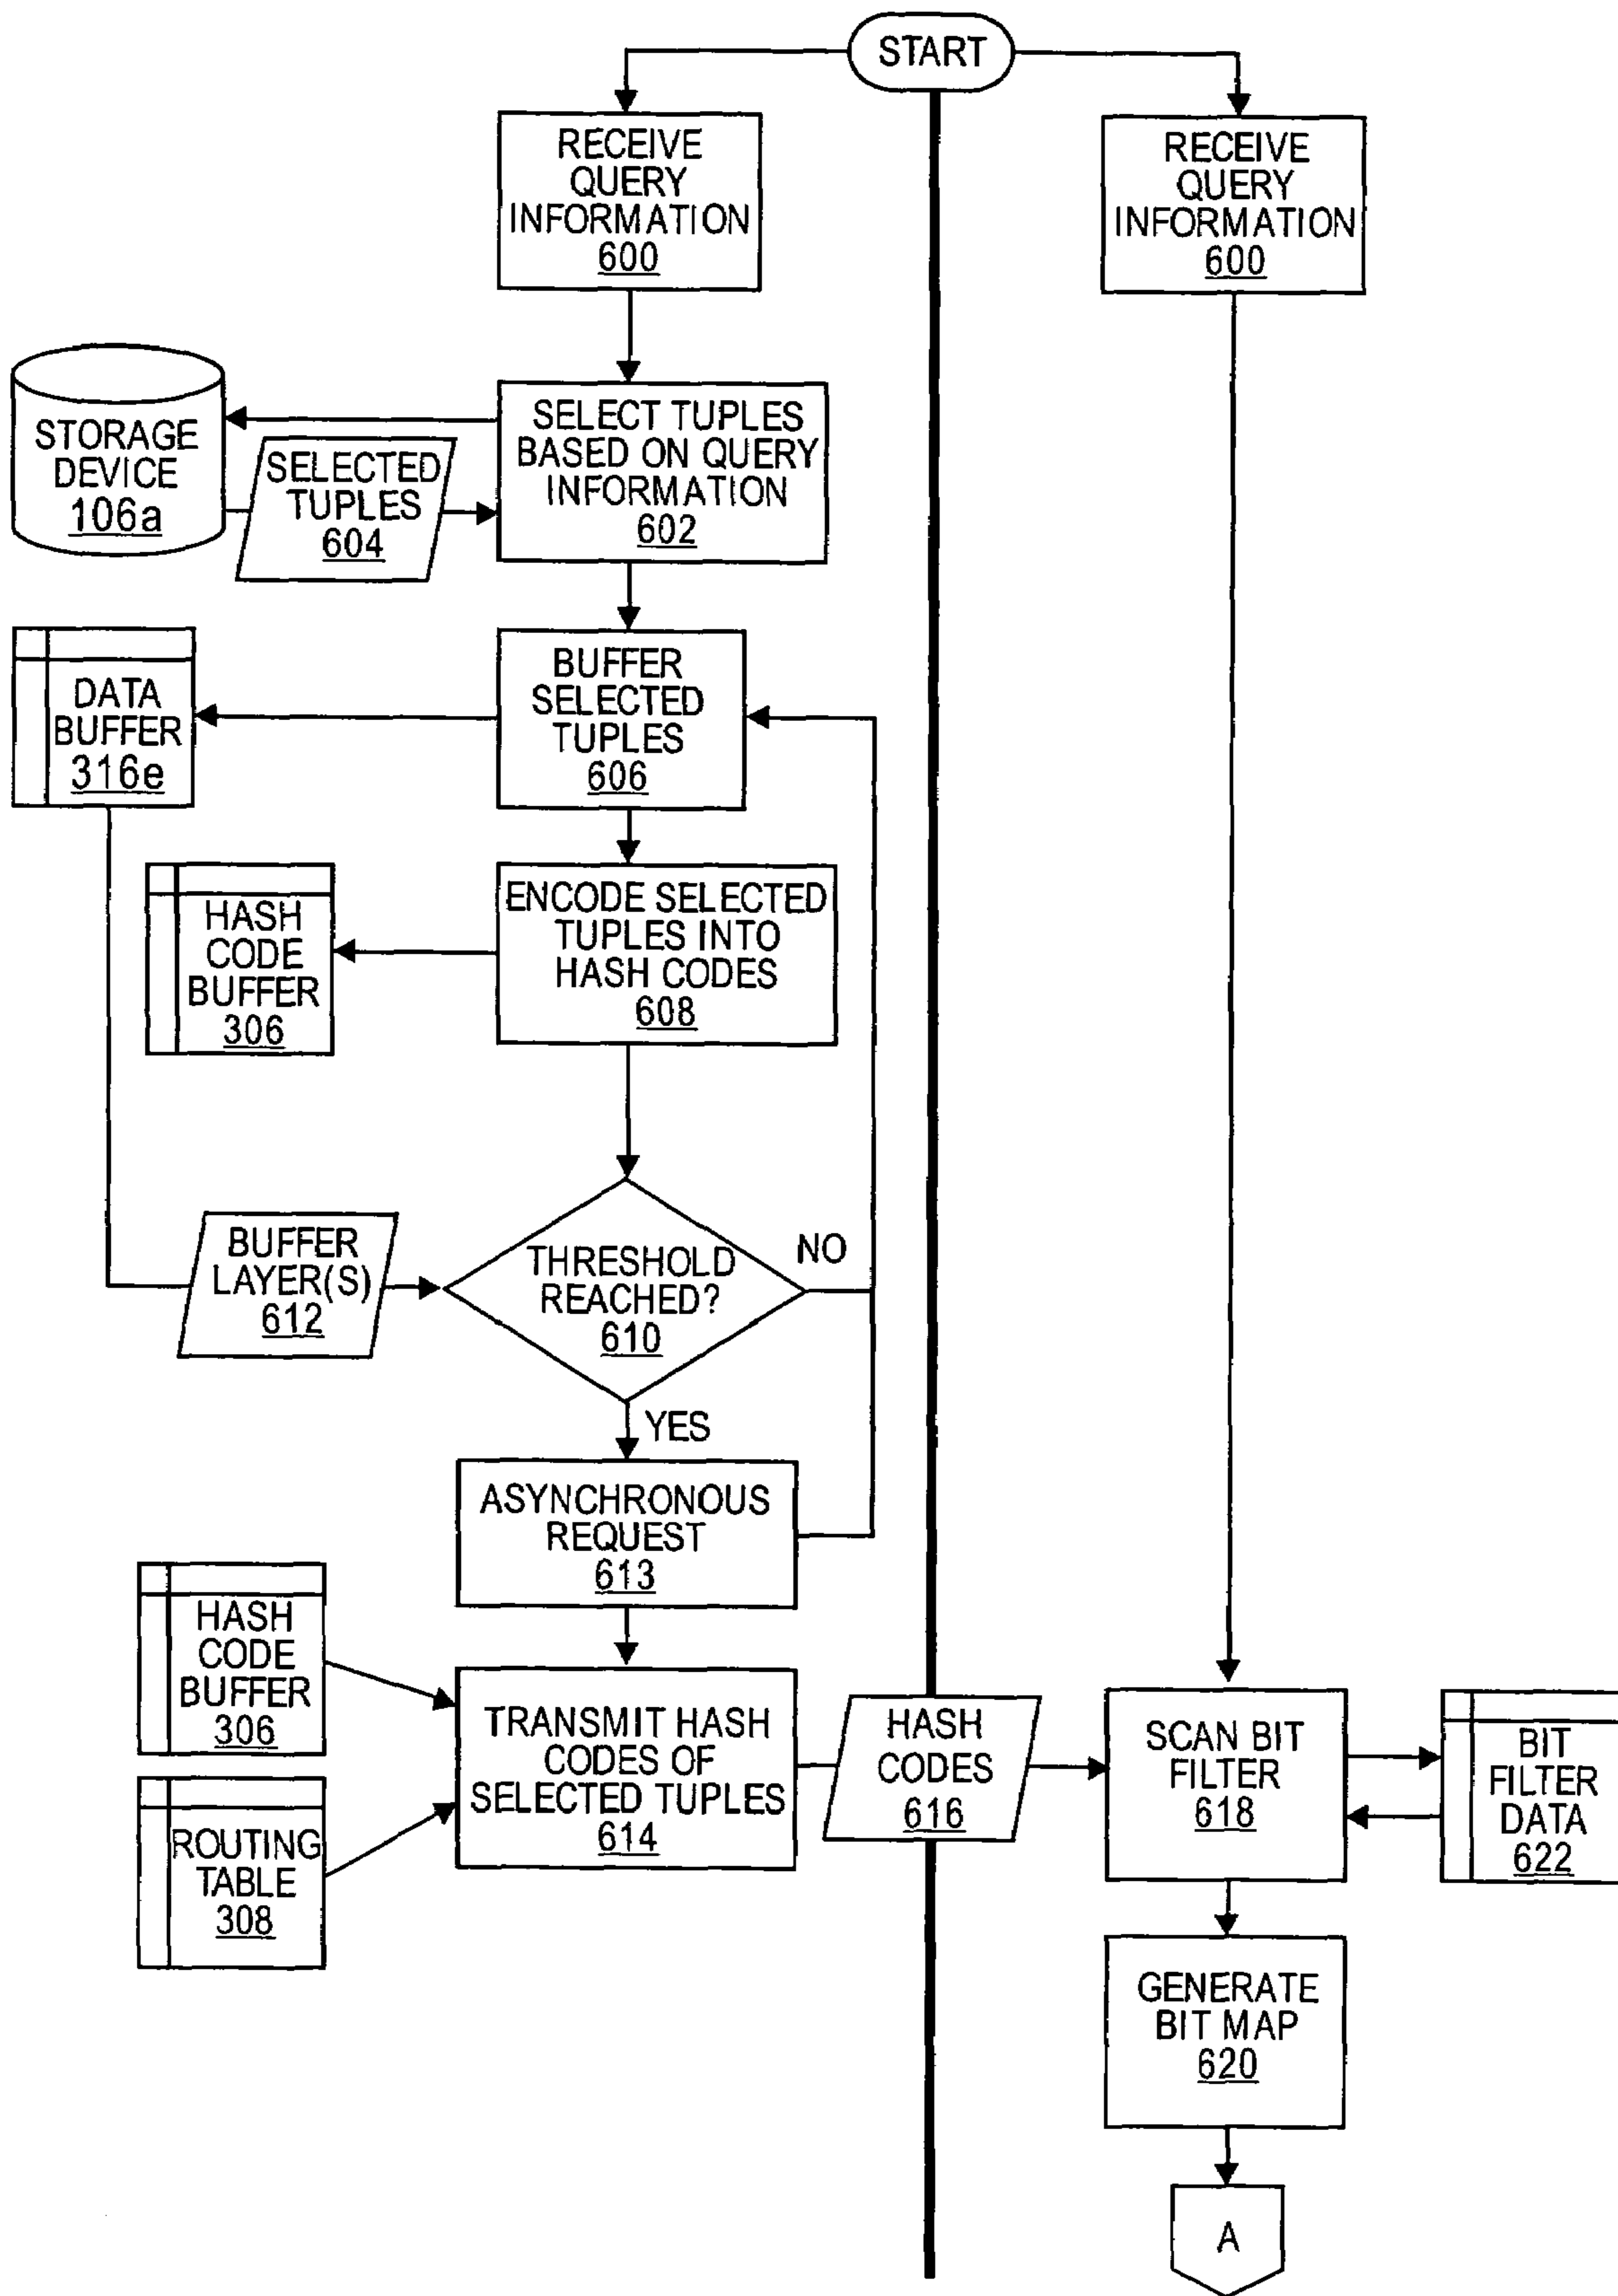 START
RECEIVE
QUERY
INFORMATION
600
RECEIVE
QUERY
INFORMATION
600
STORAGE
DEVICE
106a
SELECTED
TUPLES
604
SELECT TUPLES
BASED ON QUERY
INFORMATION
602
DATA
BUFFER
316e
BUFFER
SELECTED
TUPLES
606
HASH
CODE
BUFFER
306
ENCODE SELECTED
TUPLES INTO
HASH CODES
608
BUFFER
LAYER(S)
612
THRESHOLD
REACHED?
610
NO
YES
ASYNCHRONOUS
REQUEST
613
HASH
CODE
BUFFER
306
ROUTING
TABLE
308
TRANSMIT HASH
CODES OF
SELECTED TUPLES
614
HASH
CODES
616
SCAN BIT
FILTER
618
BIT
FILTER
DATA
622
GENERATE
BIT MAP
620
A